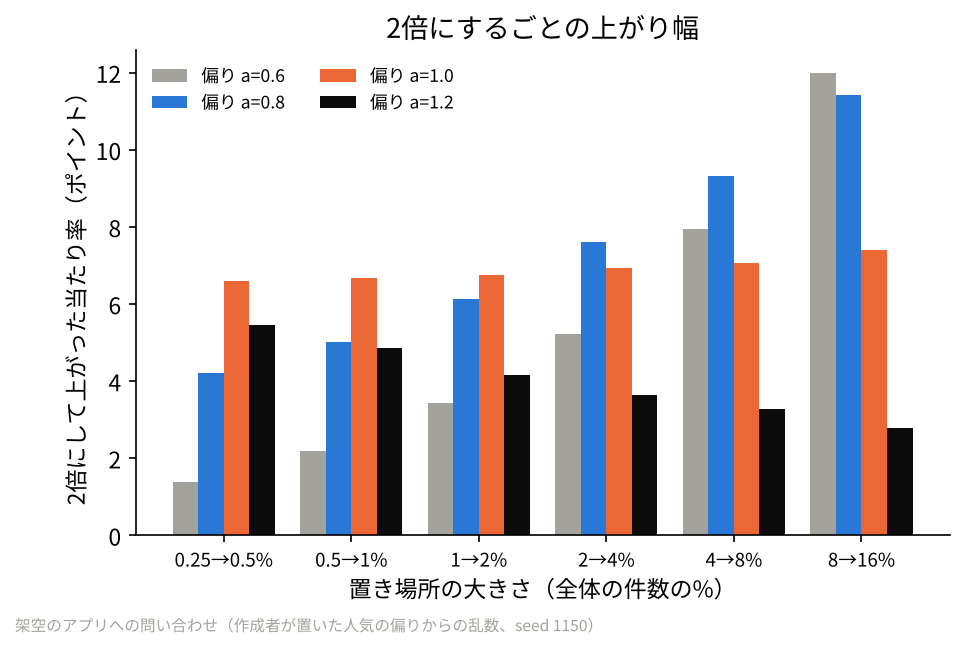 2倍にするごとの上がり幅
偏り a=0.6
偏り a=0.8
偏り a=1.0
偏り a=1.2
2倍にして上がった当たり率（ポイント）
12
10
8
6
4
2
0
0.25→0.5%
0.5→1%
1→2%
2→4%
4→8%
8→16%
置き場所の大きさ（全体の件数の%）
架空のアプリへの問い合わせ（作成者が置いた人気の偏りからの乱数、seed 1150）